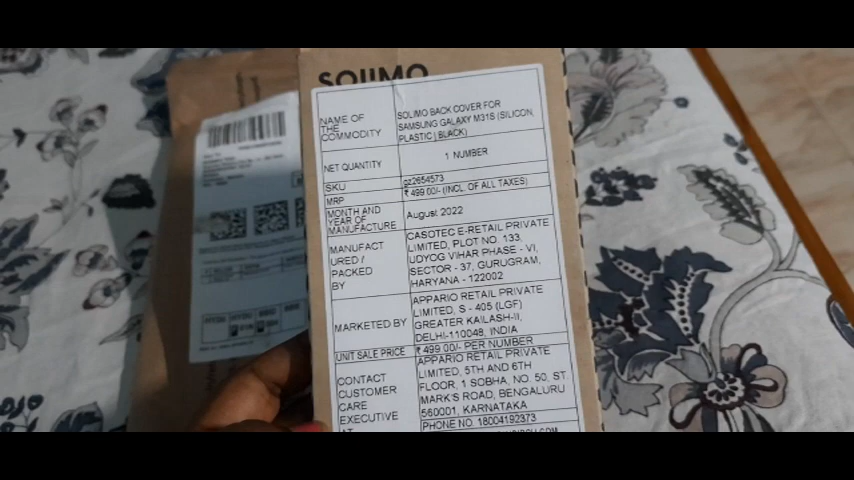 SOLIMO
NAME OF
THE
COMMODITY
SOLIMO BACK COVER FOR
SAMSUNG GALAXY M31S (SILICON,
PLASTIC | BLACK)
NET QUANTITY
1 NUMBER
SKU
gz2654573
MRP
₹ 499.00/- (INCL. OF ALL TAXES)
MONTH AND
YEAR OF
MANUFACTURE
August 2022
MANUFACT
URED /
PACKED
BY
CASOTEC E-RETAIL PRIVATE
LIMITED, PLOT NO. 133,
UDYOG VIHAR PHASE - VI,
SECTOR - 37, GURUGRAM,
HARYANA - 122002
MARKETED BY
APPARIO RETAIL PRIVATE
LIMITED, S - 405 (LGF)
GREATER KAILASH-II,
DELHI-110048, INDIA
UNIT SALE PRICE
₹ 499.00/- PER NUMBER
CONTACT
CUSTOMER
CARE
EXECUTIVE
AT
APPARIO RETAIL PRIVATE
LIMITED, 5TH AND 6TH
FLOOR, 1 SOBHA, NO. 50, ST.
MARK'S ROAD, BENGALURU
560001, KARNATAKA
PHONE NO. 18004192373